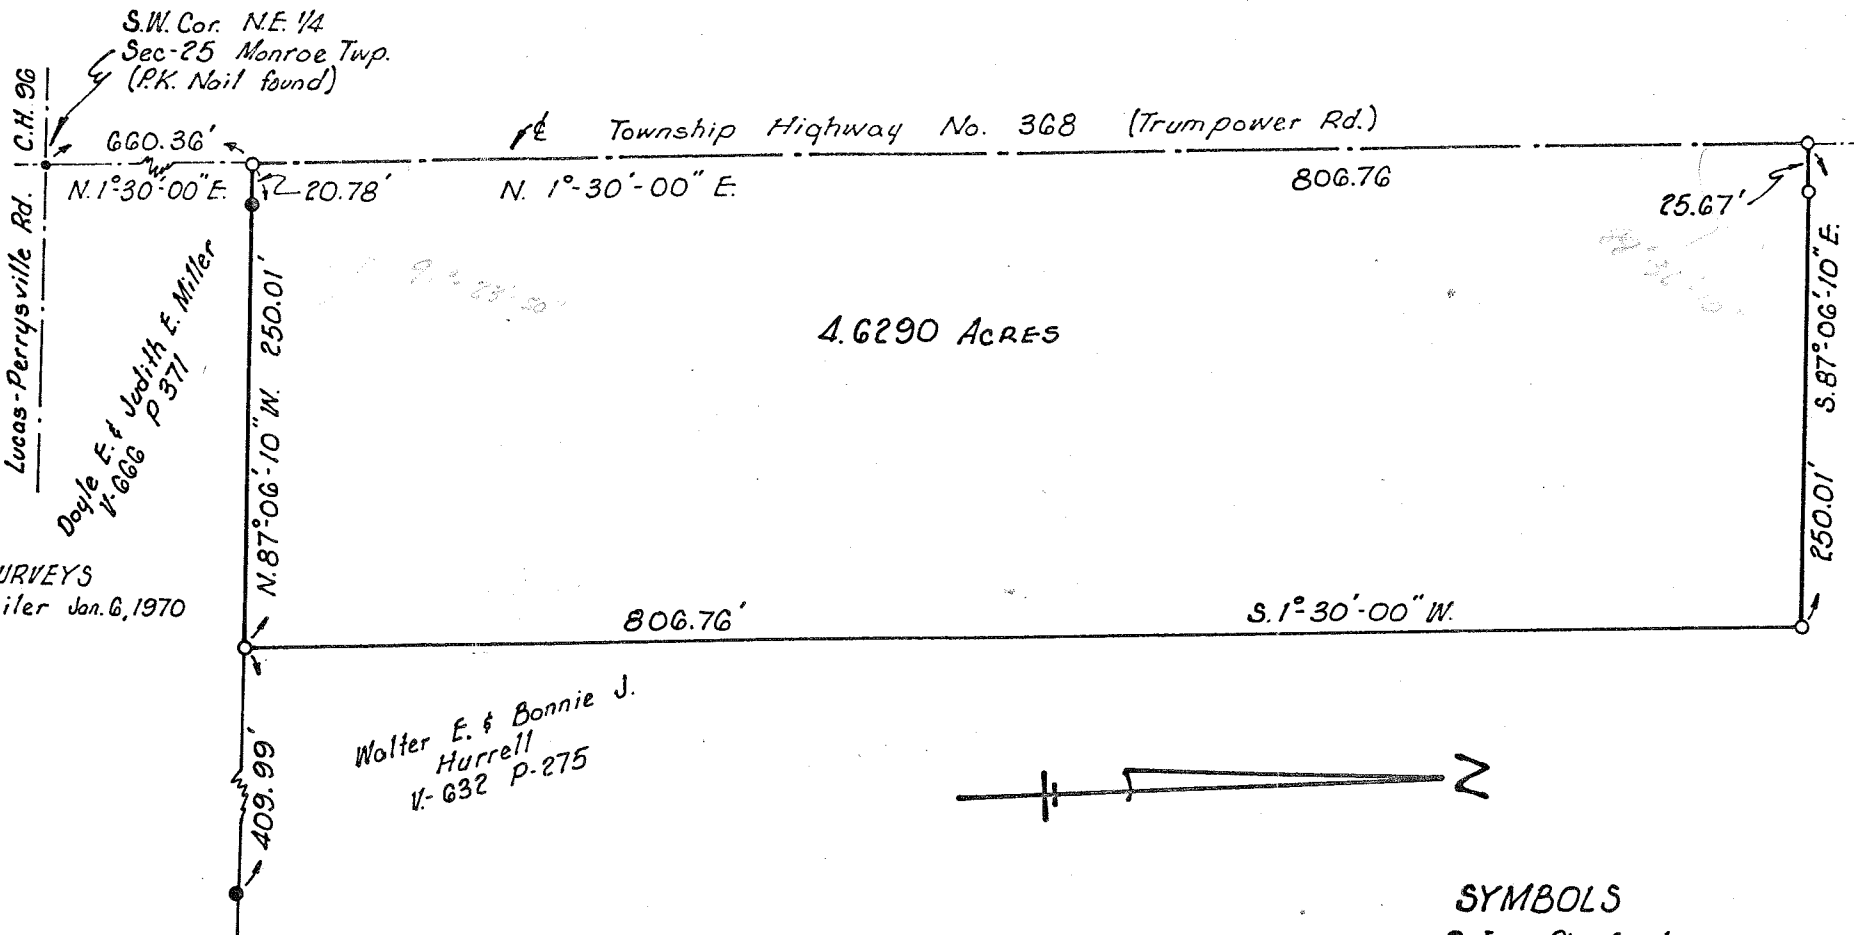 S.W. Cor. N.E. 1/4
Sec-25 Monroe Twp.
(P.K. Nail found)
C.H. 96
Lucas-Perrysville Rd.
660.36'
N. 1°-30'-00" E.
20.78'
℄ Township Highway No. 368 (Trumpower Rd.)
N. 1°-30'-00" E.
806.76
25.67'
S. 87°-06'-10" E.
250.01'
Doyle E. & Judith E. Miller
V-666 P 371
N. 87°-06'-10" W. 250.01'
4.6290 ACRES
URVEYS
iler Jan. 6, 1970
806.76'
S. 1°-30'-00" W.
409.99'
Walter E. & Bonnie J.
Hurrell
V.-632 P-275
N
SYMBOLS